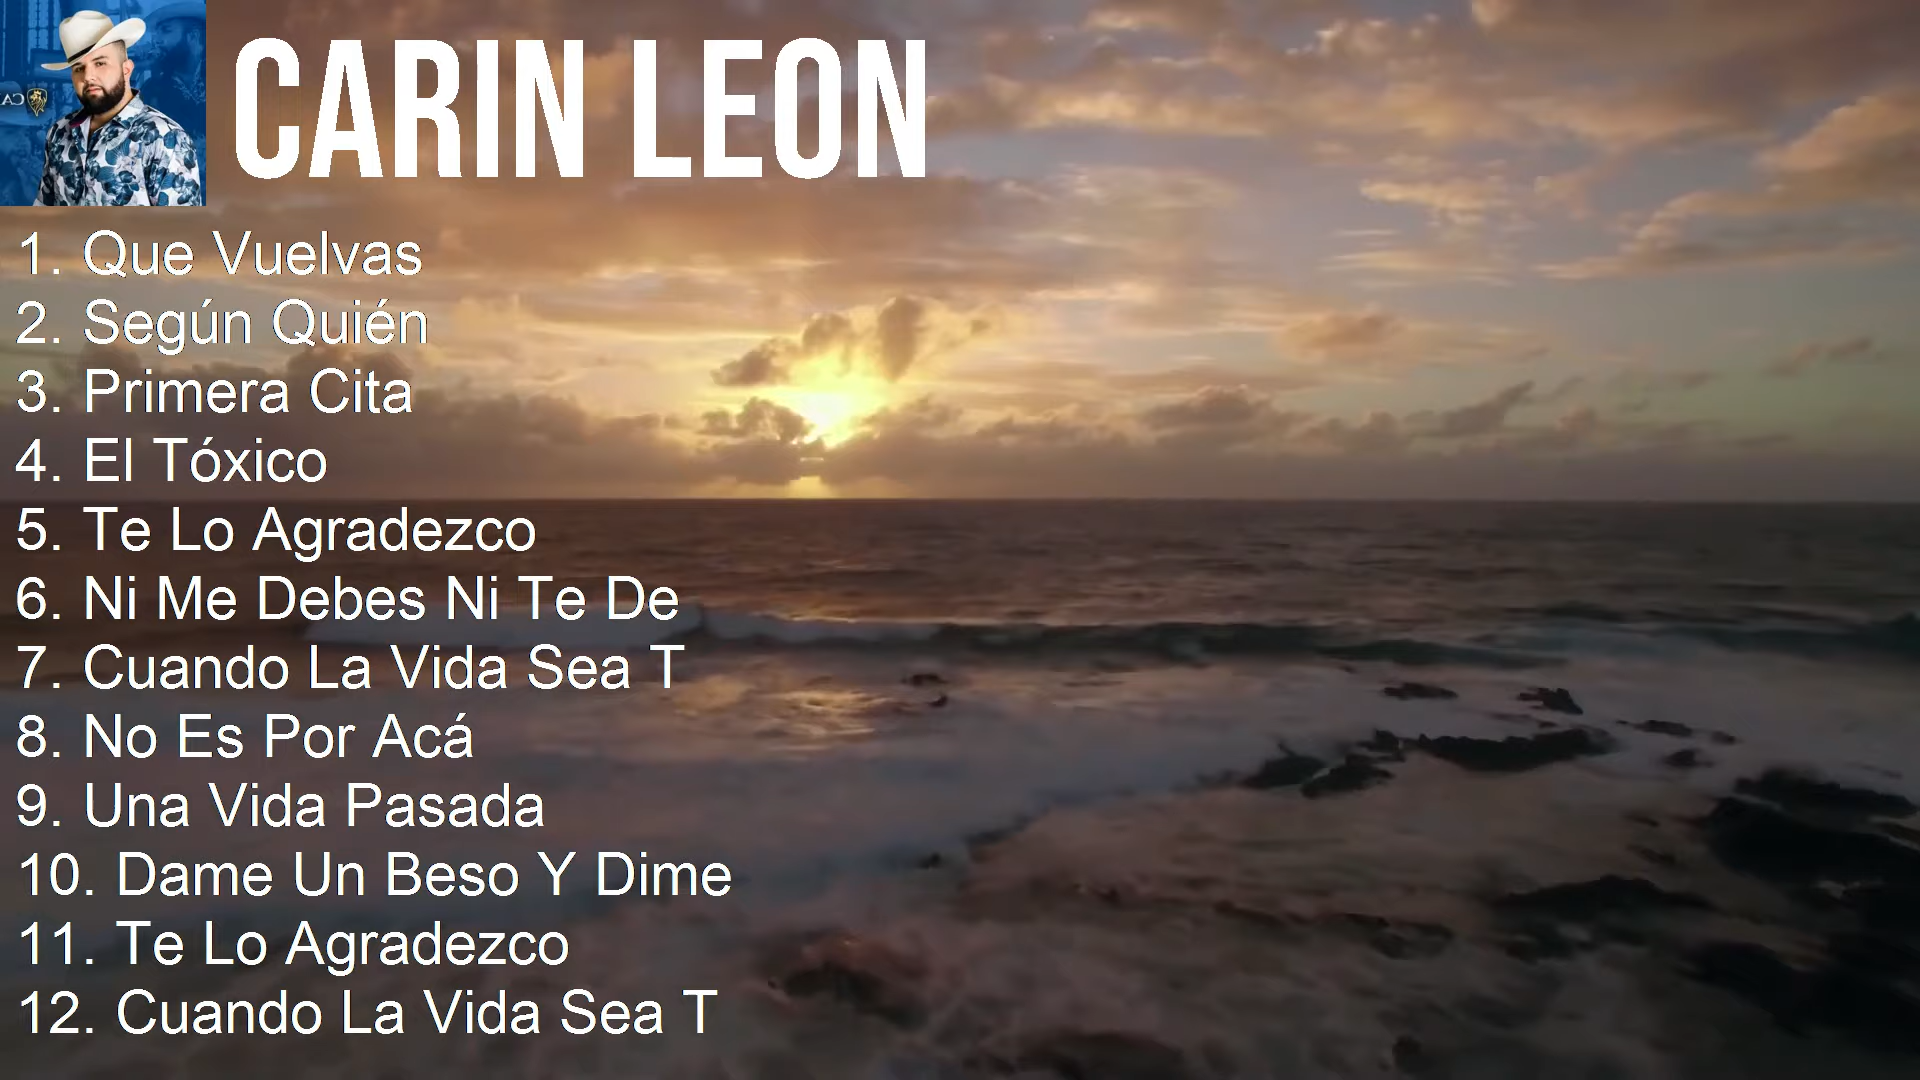 CARIN LEON
1. Que Vuelvas
2. Según Quién
3. Primera Cita
4. El Tóxico
5. Te Lo Agradezco
6. Ni Me Debes Ni Te De
7. Cuando La Vida Sea T
8. No Es Por Acá
9. Una Vida Pasada
10. Dame Un Beso Y Dime
11. Te Lo Agradezco
12. Cuando La Vida Sea T